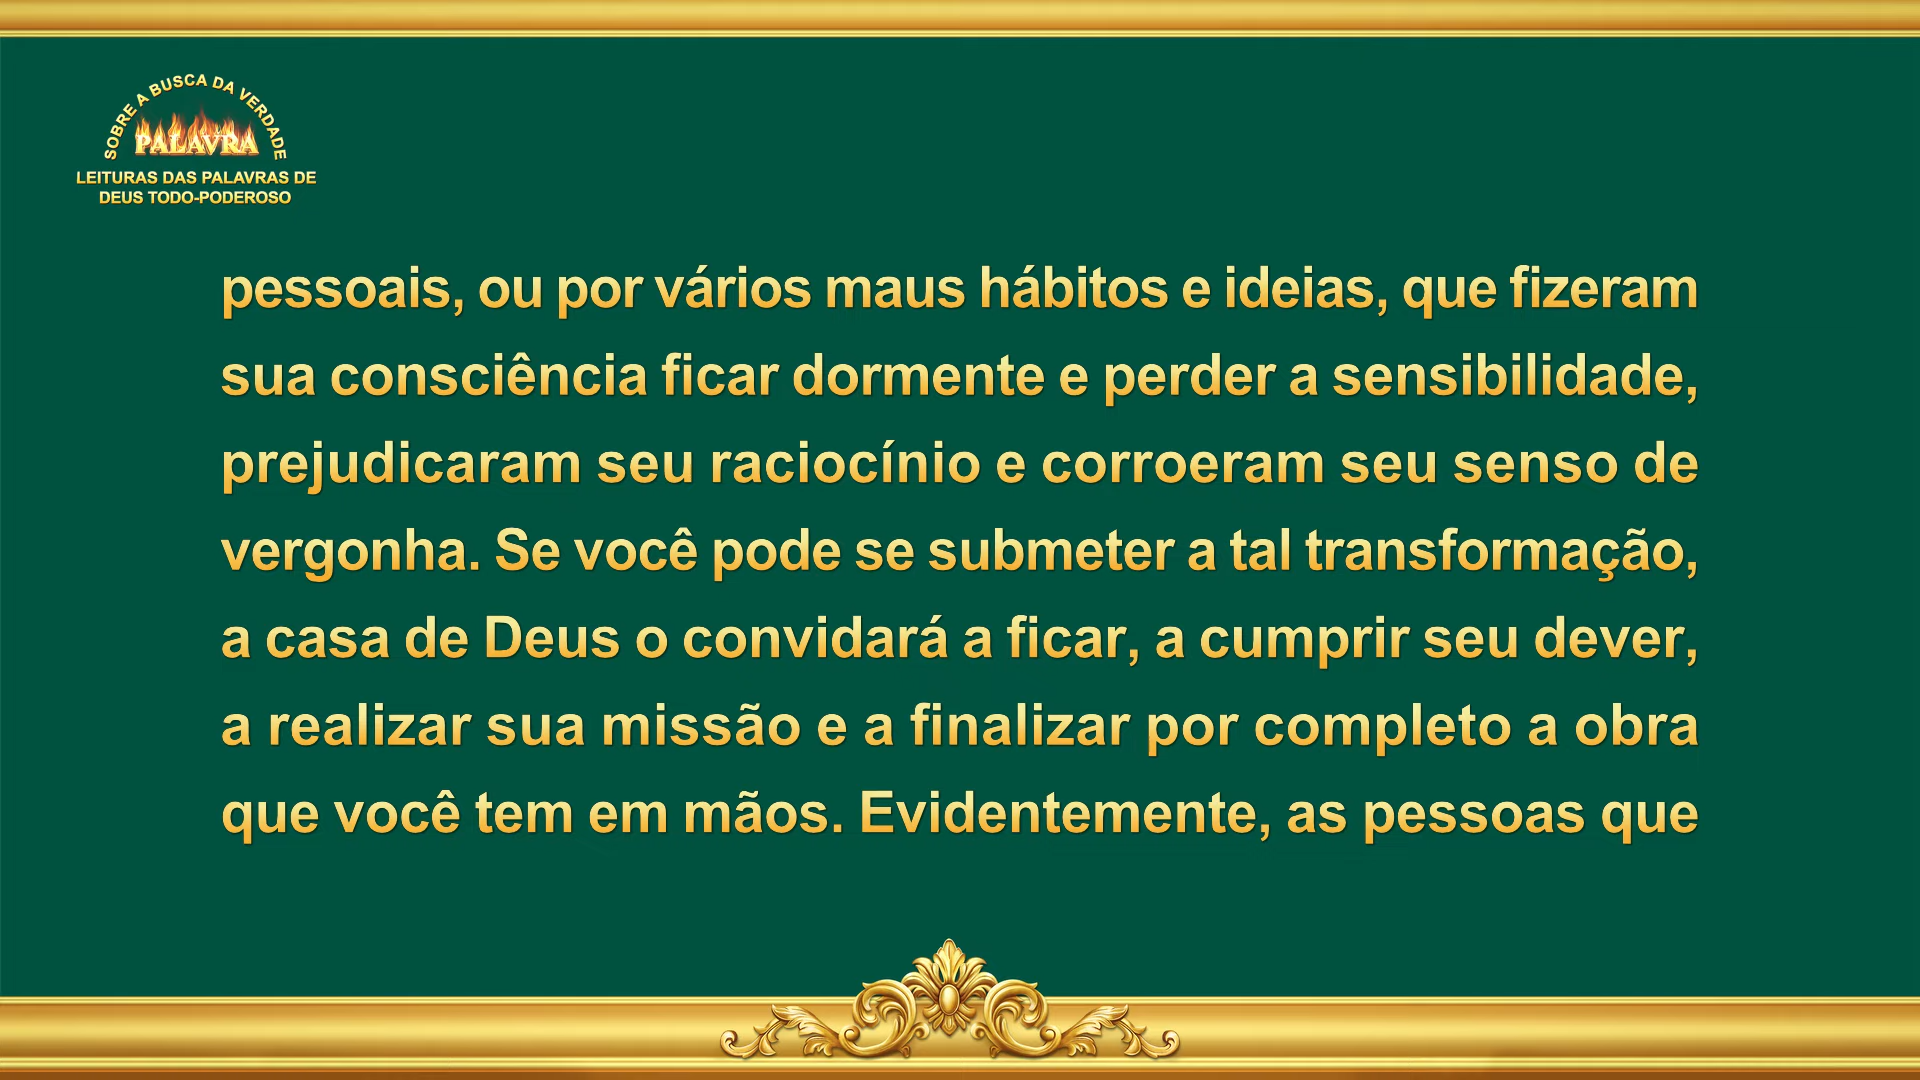 SOBRE A BUSCA DA VERDADE
PALAVRA
LEITURAS DAS PALAVRAS DE
DEUS TODO-PODEROSO
pessoais, ou por vários maus hábitos e ideias, que fizeram
sua consciência ficar dormente e perder a sensibilidade,
prejudicaram seu raciocínio e corroeram seu senso de
vergonha. Se você pode se submeter a tal transformação,
a casa de Deus o convidará a ficar, a cumprir seu dever,
a realizar sua missão e a finalizar por completo a obra
que você tem em mãos. Evidentemente, as pessoas que